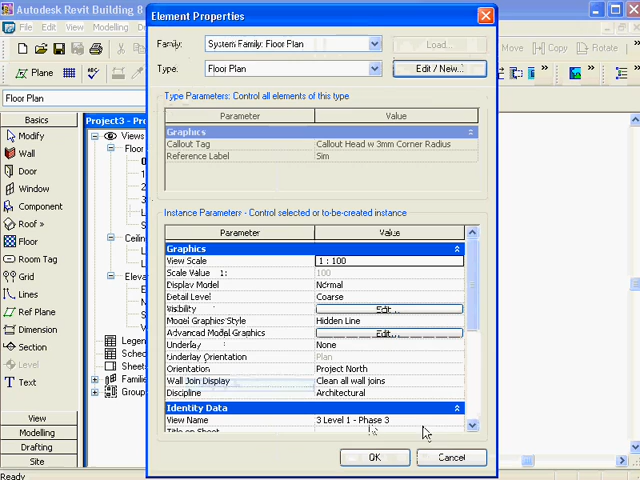 Autodesk Revit Building 8
File Edit View Modelling
Plane
Move Copy Rotate
Floor Plan
Basics
Modify
Wall
Door
Window
Component
Roof »
Floor
Room Tag
Grid
Lines
Ref Plane
Dimension
Section
Level
Text
View
Modelling
Drafting
Site
Ready
Project3 - Pro
Views
Floor
Ceilin
Eleva
Legen
Sched
Sheets
Familie
Group
Element Properties
Family: System Family: Floor Plan Load...
Type: Floor Plan Edit / New...
Type Parameters: Control all elements of this type
Parameter Value
Graphics
Callout Tag Callout Head w 3mm Corner Radius
Reference Label Sim
Instance Parameters - Control selected or to-be-created instance
Parameter Value
Graphics
View Scale 1 : 100
Scale Value 1: 100
Display Model Normal
Detail Level Coarse
Visibility Edit...
Model Graphics Style Hidden Line
Advanced Model Graphics Edit...
Underlay None
Underlay Orientation Plan
Orientation Project North
Wall Join Display Clean all wall joins
Discipline Architectural
Identity Data
View Name 3 Level 1 - Phase 3
Title on Sheet
OK Cancel